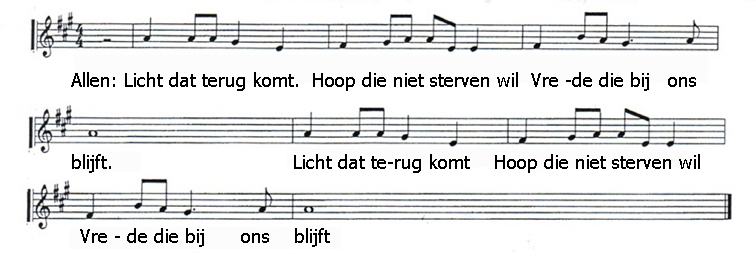 Allen: Licht dat terug komt. Hoop die niet sterven wil Vre -de die bij ons
blijft. Licht dat te-rug komt Hoop die niet sterven wil
Vre - de die bij ons blijft